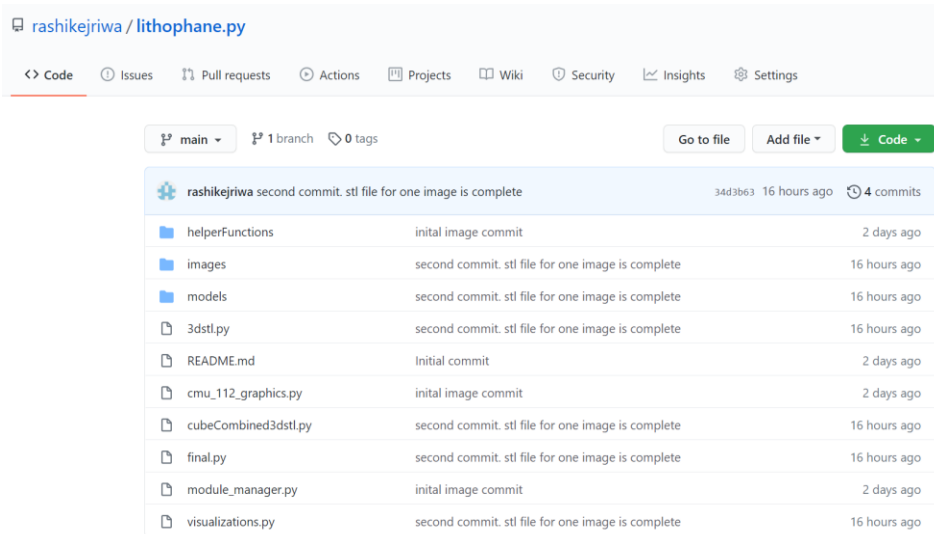 rashikejriwa / lithophane.py
<> Code Issues Pull requests Actions Projects Wiki Security Insights Settings
main 1 branch 0 tags Go to file Add file Code
rashikejriwa second commit. stl file for one image is complete 34d3b63 16 hours ago 4 commits
helperFunctions inital image commit 2 days ago
images second commit. stl file for one image is complete 16 hours ago
models second commit. stl file for one image is complete 16 hours ago
3dstl.py second commit. stl file for one image is complete 16 hours ago
README.md Initial commit 2 days ago
cmu_112_graphics.py inital image commit 2 days ago
cubeCombined3dstl.py second commit. stl file for one image is complete 16 hours ago
final.py second commit. stl file for one image is complete 16 hours ago
module_manager.py inital image commit 2 days ago
visualizations.py second commit. stl file for one image is complete 16 hours ago